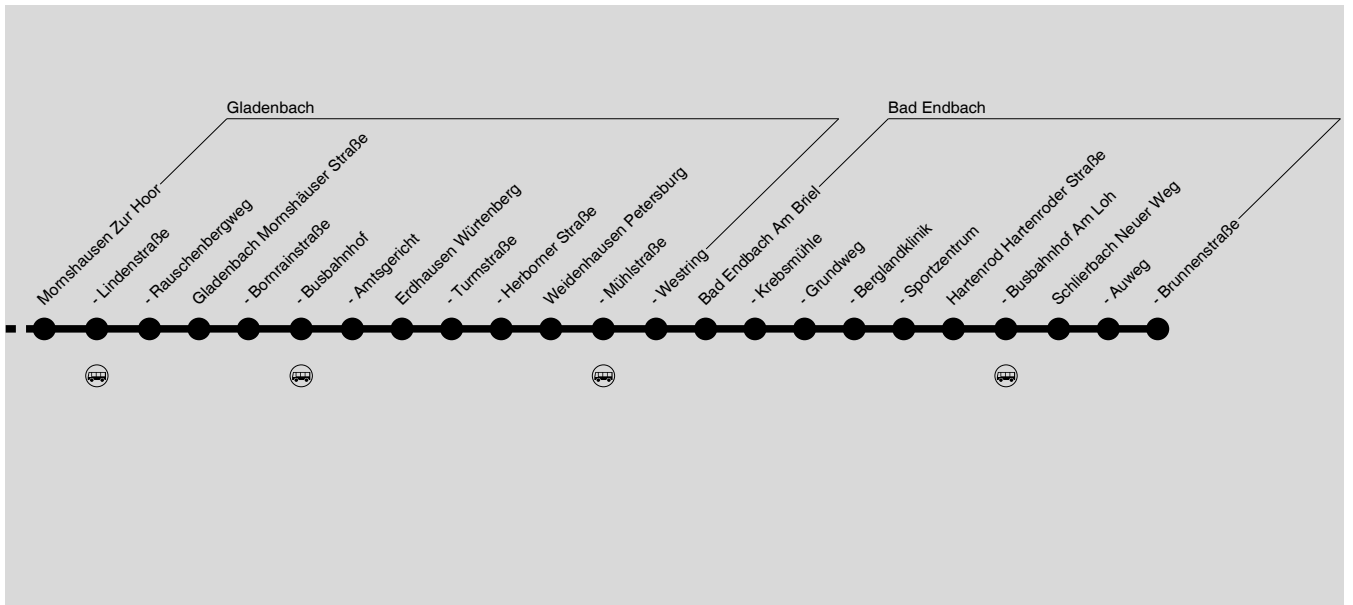 Gladenbach
Bad Endbach
Mornshausen Zur Hoor
- Lindenstraße
- Rauschenbergweg
Gladenbach Mornshäuser Straße
- Bornrainstraße
- Busbahnhof
- Amtsgericht
Erdhausen Würtenberg
- Turmstraße
- Herborner Straße
Weidenhausen Petersburg
- Mühlstraße
- Westring
Bad Endbach Am Briel
- Krebsmühle
- Grundweg
- Berglandklinik
- Sportzentrum
Hartenrod Hartenroder Straße
- Busbahnhof Am Loh
Schlierbach Neuer Weg
- Auweg
- Brunnenstraße